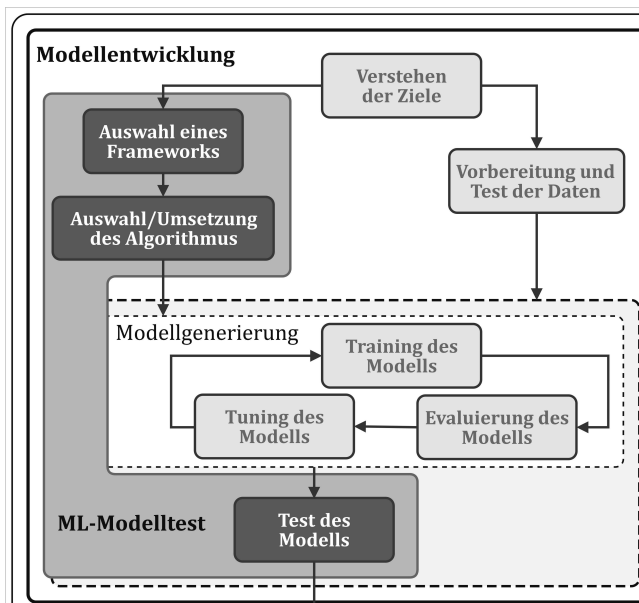 Modellentwicklung
Verstehen
der Ziele
Auswahl eines
Frameworks
Vorbereitung und
Test der Daten
Auswahl/Umsetzung
des Algorithmus
Modellgenerierung
Training des
Modells
Tuning des
Modells
Evaluierung des
Modells
ML-Modelltest
Test des
Modells